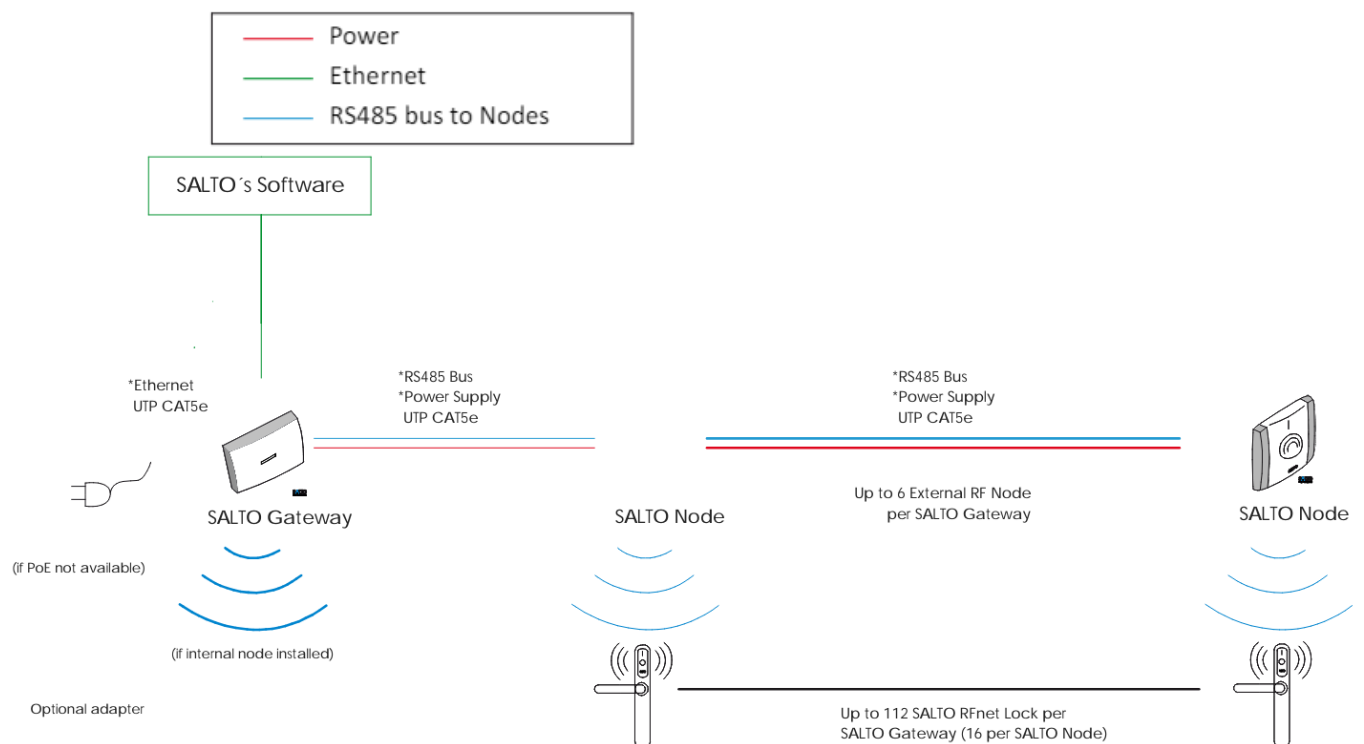 Power
Ethernet
RS485 bus to Nodes
SALTO´s Software
*Ethernet
UTP CAT5e
*RS485 Bus
*Power Supply
UTP CAT5e
*RS485 Bus
*Power Supply
UTP CAT5e
Up to 6 External RF Node
per SALTO Gateway
SALTO Gateway
SALTO Node
SALTO Node
(if PoE not available)
(if internal node installed)
Optional adapter
Up to 112 SALTO RFnet Lock per
SALTO Gateway (16 per SALTO Node)